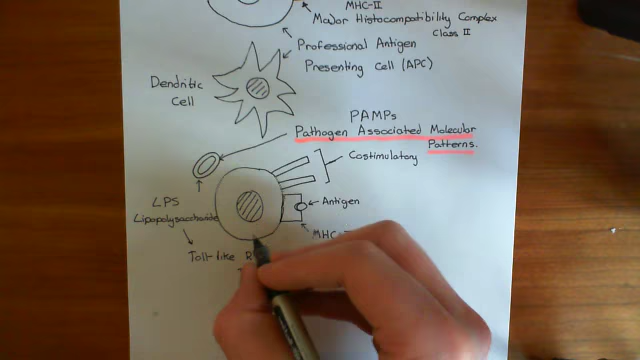 MHC-II
Major Histocompatibility Complex
Class II
Professional Antigen
Presenting Cell (APC)
Dendritic
Cell
PAMPs
Pathogen Associated Molecular
Patterns.
Costimulatory
Antigen
LPS
Lipopolysaccharide
MHC-
Toll-like R